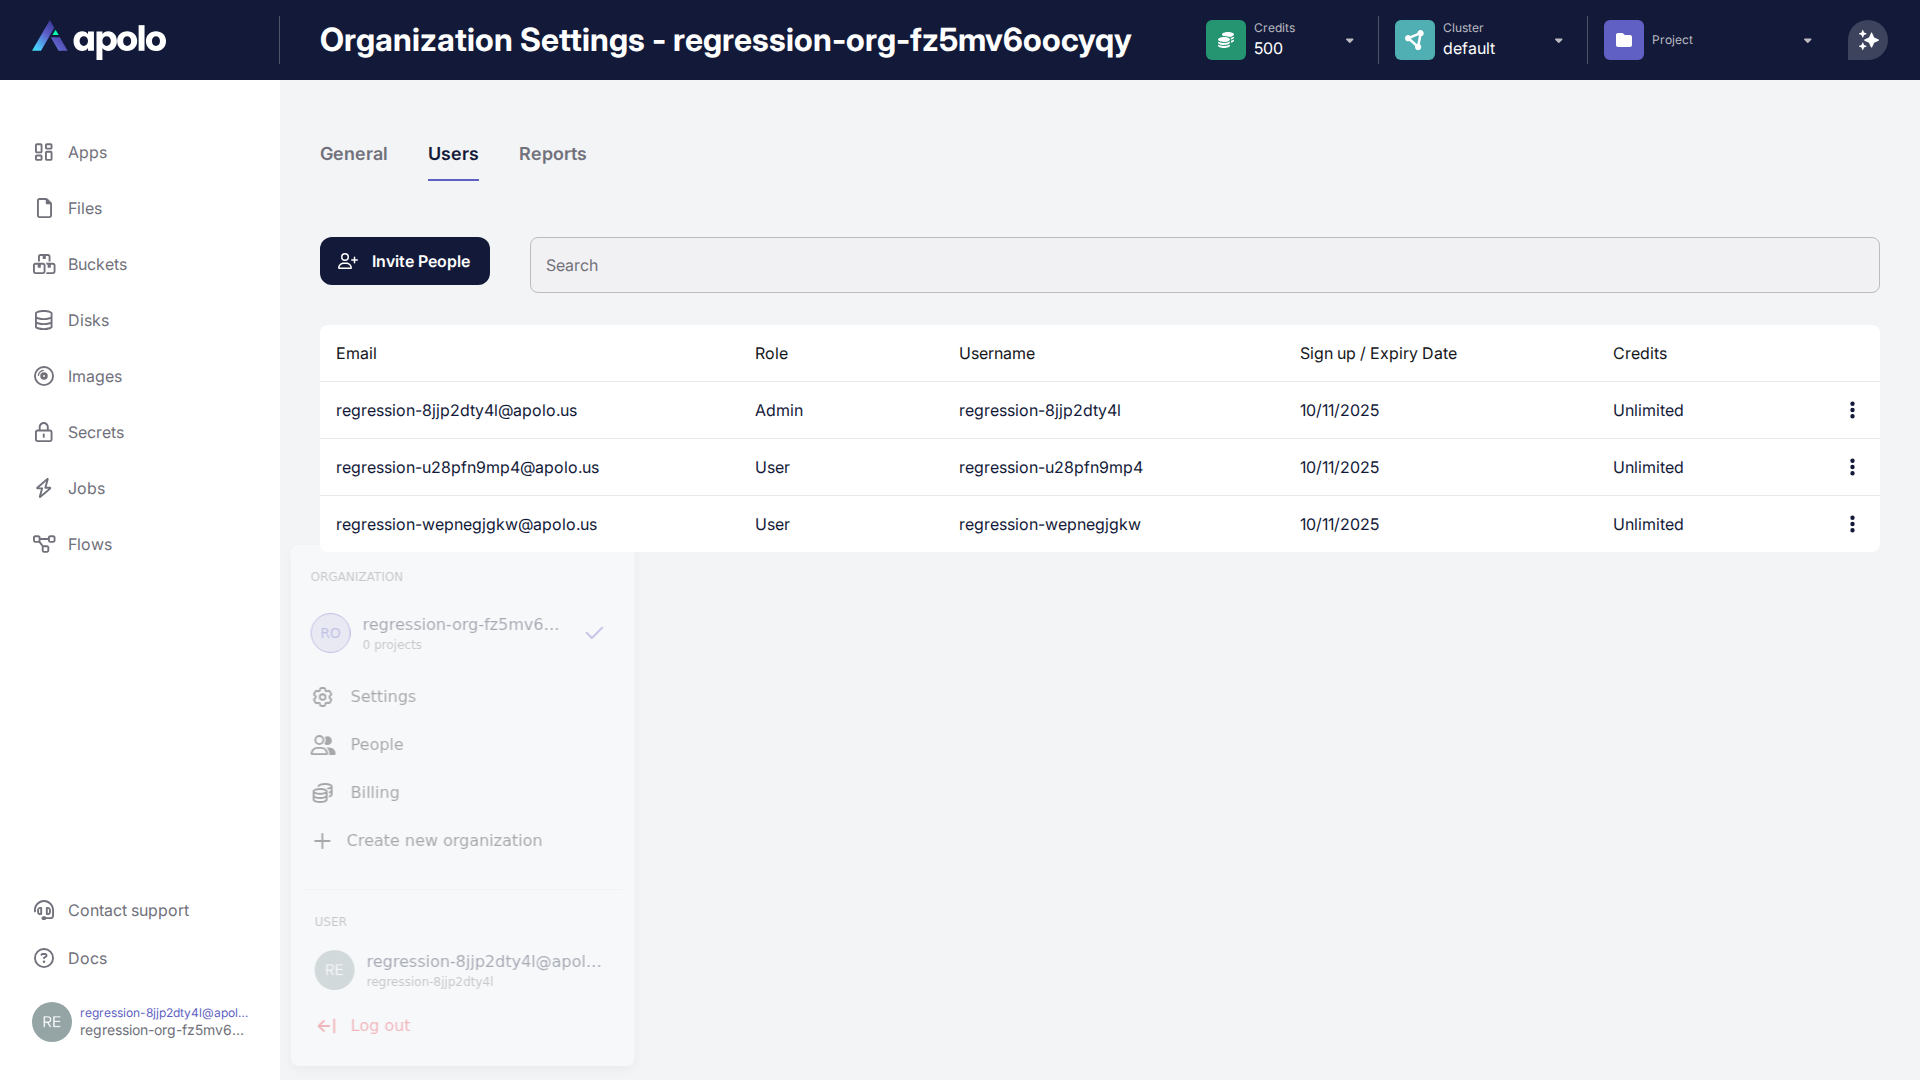 apolo
Organization Settings - regression-org-fz5mv6oocyqy
Credits
500
Cluster
default
Project
Apps
Files
Buckets
Disks
Images
Secrets
Jobs
Flows
Contact support
Docs
RE
regression-8jjp2dty4l@apol...
regression-org-fz5mv6...
General Users Reports
Invite People
Search
Email Role Username Sign up / Expiry Date Credits
regression-8jjp2dty4l@apolo.us Admin regression-8jjp2dty4l 10/11/2025 Unlimited
regression-u28pfn9mp4@apolo.us User regression-u28pfn9mp4 10/11/2025 Unlimited
regression-wepnegjgkw@apolo.us User regression-wepnegjgkw 10/11/2025 Unlimited
ORGANIZATION
RO
regression-org-fz5mv6...
0 projects
Settings
People
Billing
Create new organization
USER
RE
regression-8jjp2dty4l@apol...
regression-8jjp2dty4l
Log out